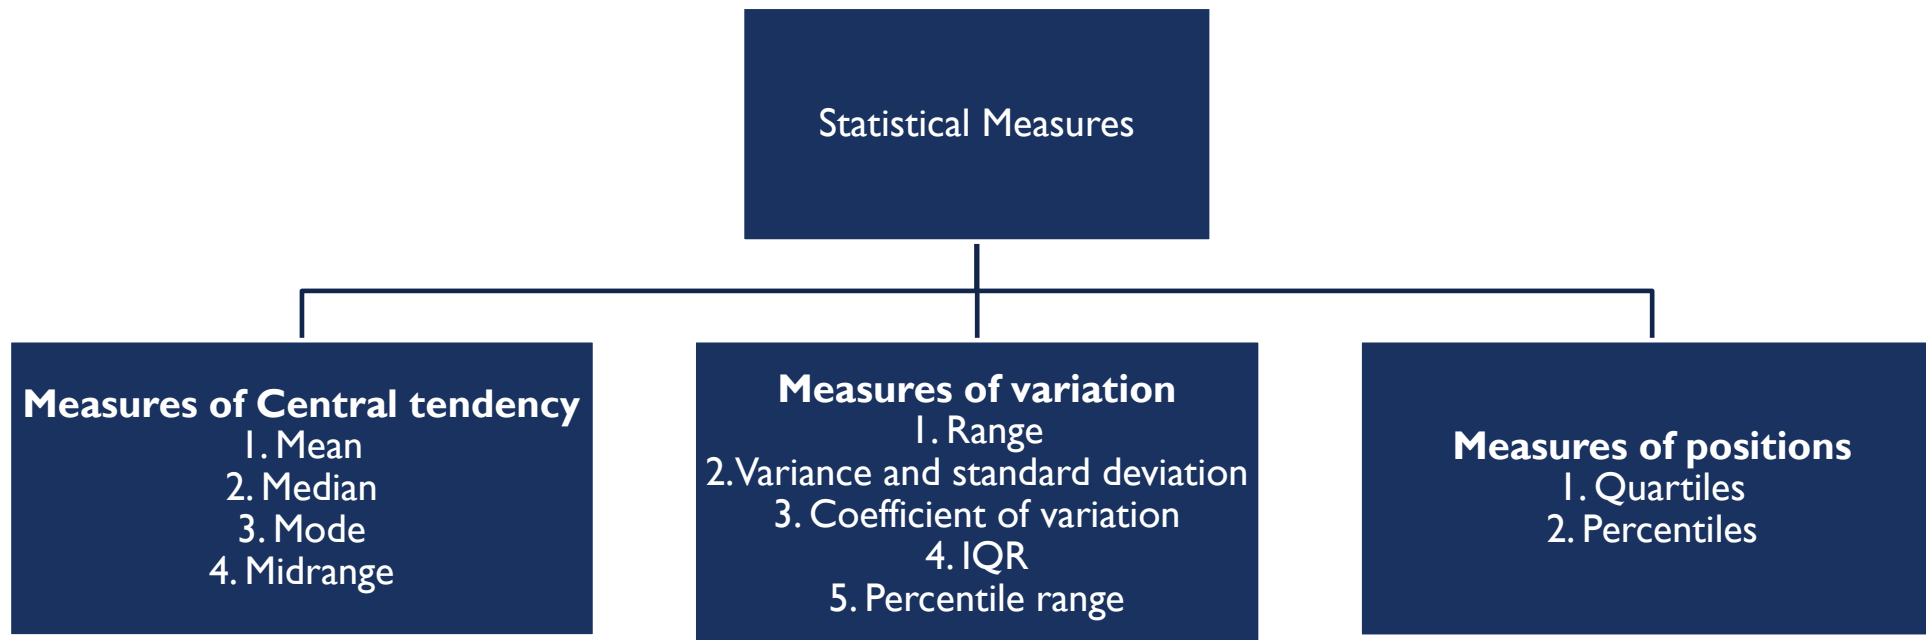 Statistical Measures
Measures of Central tendency
1. Mean
2. Median
3. Mode
4. Midrange
Measures of variation
1. Range
2. Variance and standard deviation
3. Coefficient of variation
4. IQR
5. Percentile range
Measures of positions
1. Quartiles
2. Percentiles